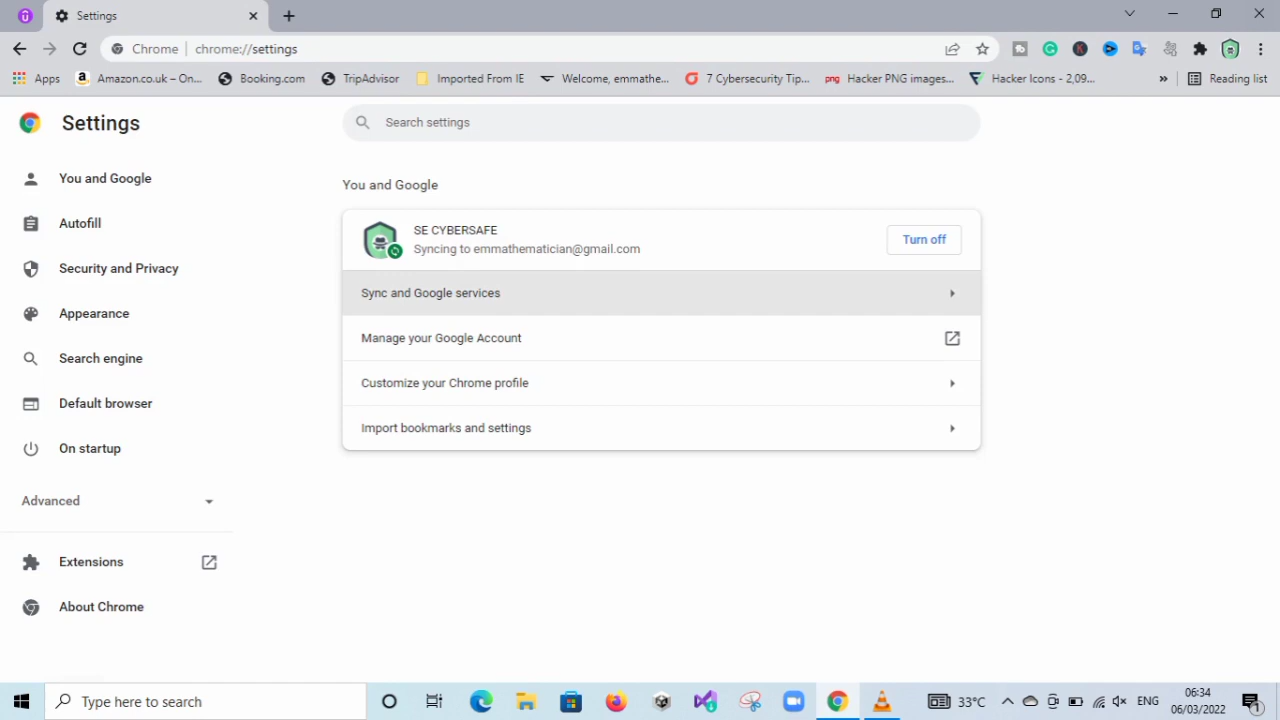 Settings
Chrome
chrome://settings
Apps
Amazon.co.uk – On...
Booking.com
TripAdvisor
Imported From IE
Welcome, emmathe...
7 Cybersecurity Tip...
png
Hacker PNG images...
Hacker Icons - 2,09...
»
Reading list
Settings
Search settings
You and Google
Autofill
Security and Privacy
Appearance
Search engine
Default browser
On startup
Advanced
Extensions
About Chrome
You and Google
SE CYBERSAFE
Syncing to emmathematician@gmail.com
Turn off
Sync and Google services
Manage your Google Account
Customize your Chrome profile
Import bookmarks and settings
Type here to search
33°C
ENG
06:34
06/03/2022
1